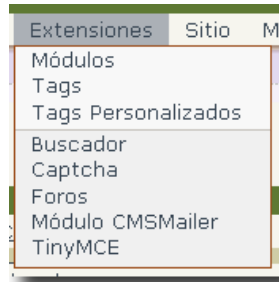 Extensiones Sitio M
Módulos
Tags
Tags Personalizados
Buscador
Captcha
Foros
Módulo CMSMailer
TinyMCE